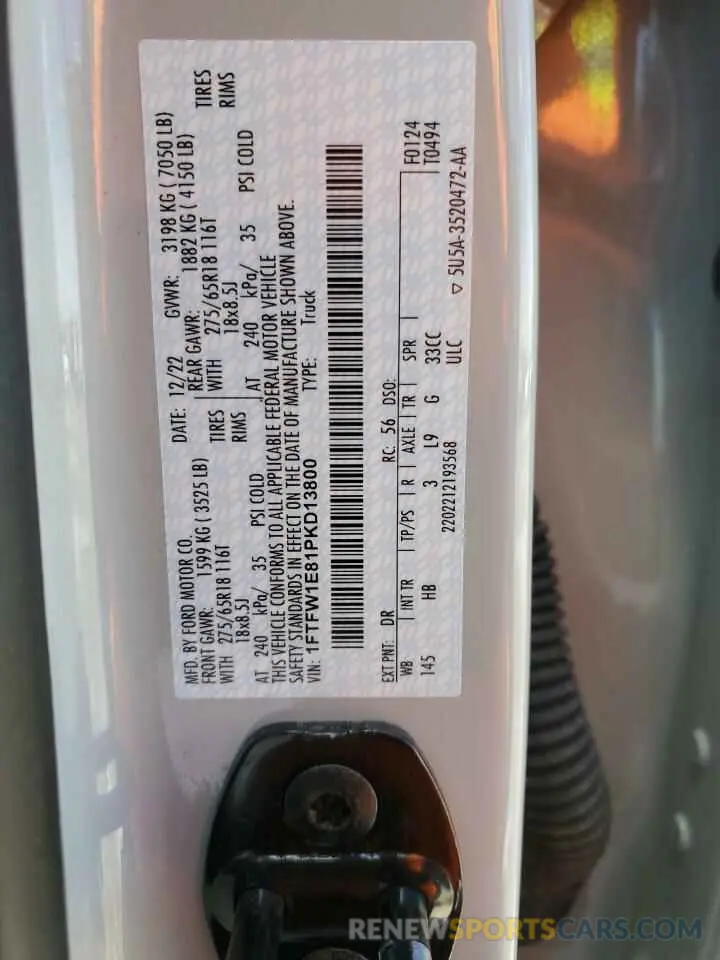 MFD. BY FORD MOTOR CO.
DATE: 12/22
GVWR: 3198 KG ( 7050 LB)
FRONT GAWR: 1599 KG ( 3525 LB)
REAR GAWR: 1882 KG ( 4150 LB)
WITH 275/65R18 116T TIRES
WITH 275/65R18 116T TIRES
18x8.5J RIMS
18x8.5J RIMS
AT 240 kPa/ 35 PSI COLD
AT 240 kPa/ 35 PSI COLD
THIS VEHICLE CONFORMS TO ALL APPLICABLE FEDERAL MOTOR VEHICLE
SAFETY STANDARDS IN EFFECT ON THE DATE OF MANUFACTURE SHOWN ABOVE.
VIN: 1FTFW1E81PKD13800
TYPE: Truck
EXT PNT: DR RC: 56 DSO: F0124
WB INT TR TP/PS R AXLE TR SPR T0494
145 HB 3 L9 G 33CC
2202212193568 ULC
▽ 5U5A-3520472-AA
RENEWSPORTSCARS.COM